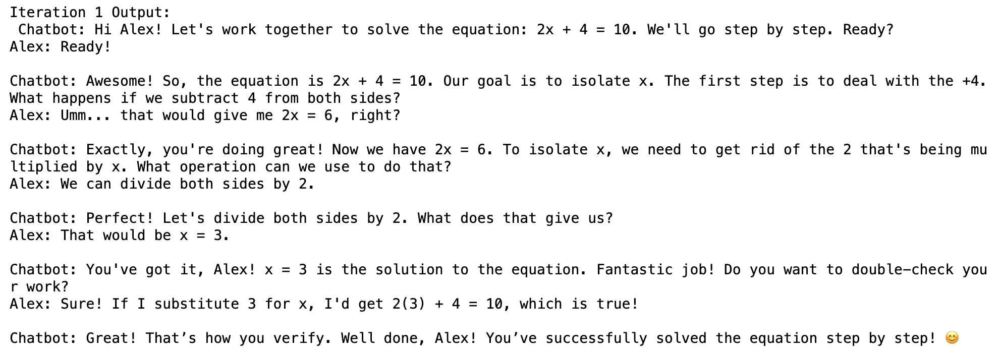 Iteration 1 Output:
Chatbot: Hi Alex! Let's work together to solve the equation: 2x + 4 = 10. We'll go step by step. Ready?
Alex: Ready!
Chatbot: Awesome! So, the equation is 2x + 4 = 10. Our goal is to isolate x. The first step is to deal with the +4.
What happens if we subtract 4 from both sides?
Alex: Umm... that would give me 2x = 6, right?
Chatbot: Exactly, you're doing great! Now we have 2x = 6. To isolate x, we need to get rid of the 2 that's being mu
ltiplied by x. What operation can we use to do that?
Alex: We can divide both sides by 2.
Chatbot: Perfect! Let's divide both sides by 2. What does that give us?
Alex: That would be x = 3.
Chatbot: You've got it, Alex! x = 3 is the solution to the equation. Fantastic job! Do you want to double-check you
r work?
Alex: Sure! If I substitute 3 for x, I'd get 2(3) + 4 = 10, which is true!
Chatbot: Great! That’s how you verify. Well done, Alex! You’ve successfully solved the equation step by step! 😊